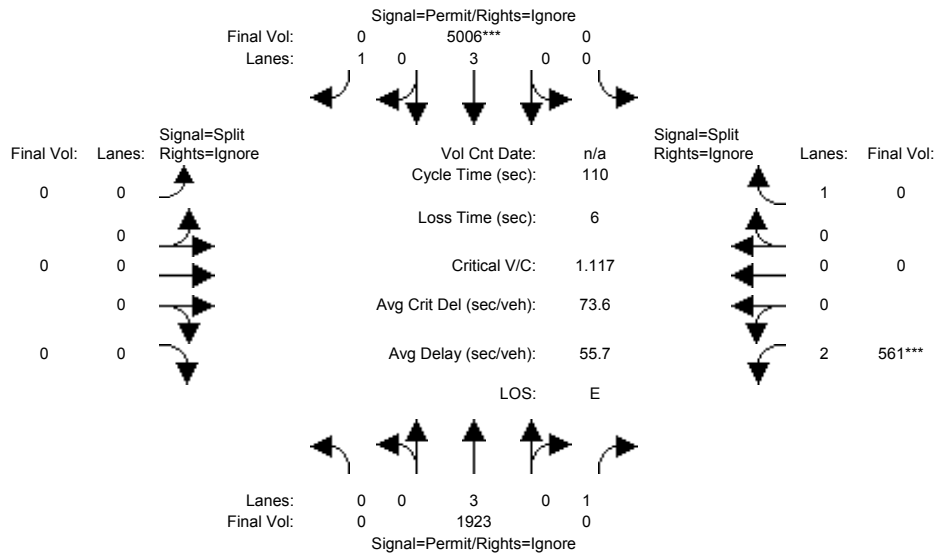 Signal=Permit/Rights=Ignore
Final Vol: 0 5006*** 0
Lanes: 1 0 3 0 0
Signal=Split Signal=Split
Final Vol: Lanes: Rights=Ignore Vol Cnt Date: n/a Rights=Ignore Lanes: Final Vol:
Cycle Time (sec): 110
0 0 1 0
Loss Time (sec): 6
0 0
0 0 Critical V/C: 1.117 0 0
0 Avg Crit Del (sec/veh): 73.6 0
0 0 Avg Delay (sec/veh): 55.7 2 561***
LOS: E
Lanes: 0 0 3 0 1
Final Vol: 0 1923 0
Signal=Permit/Rights=Ignore